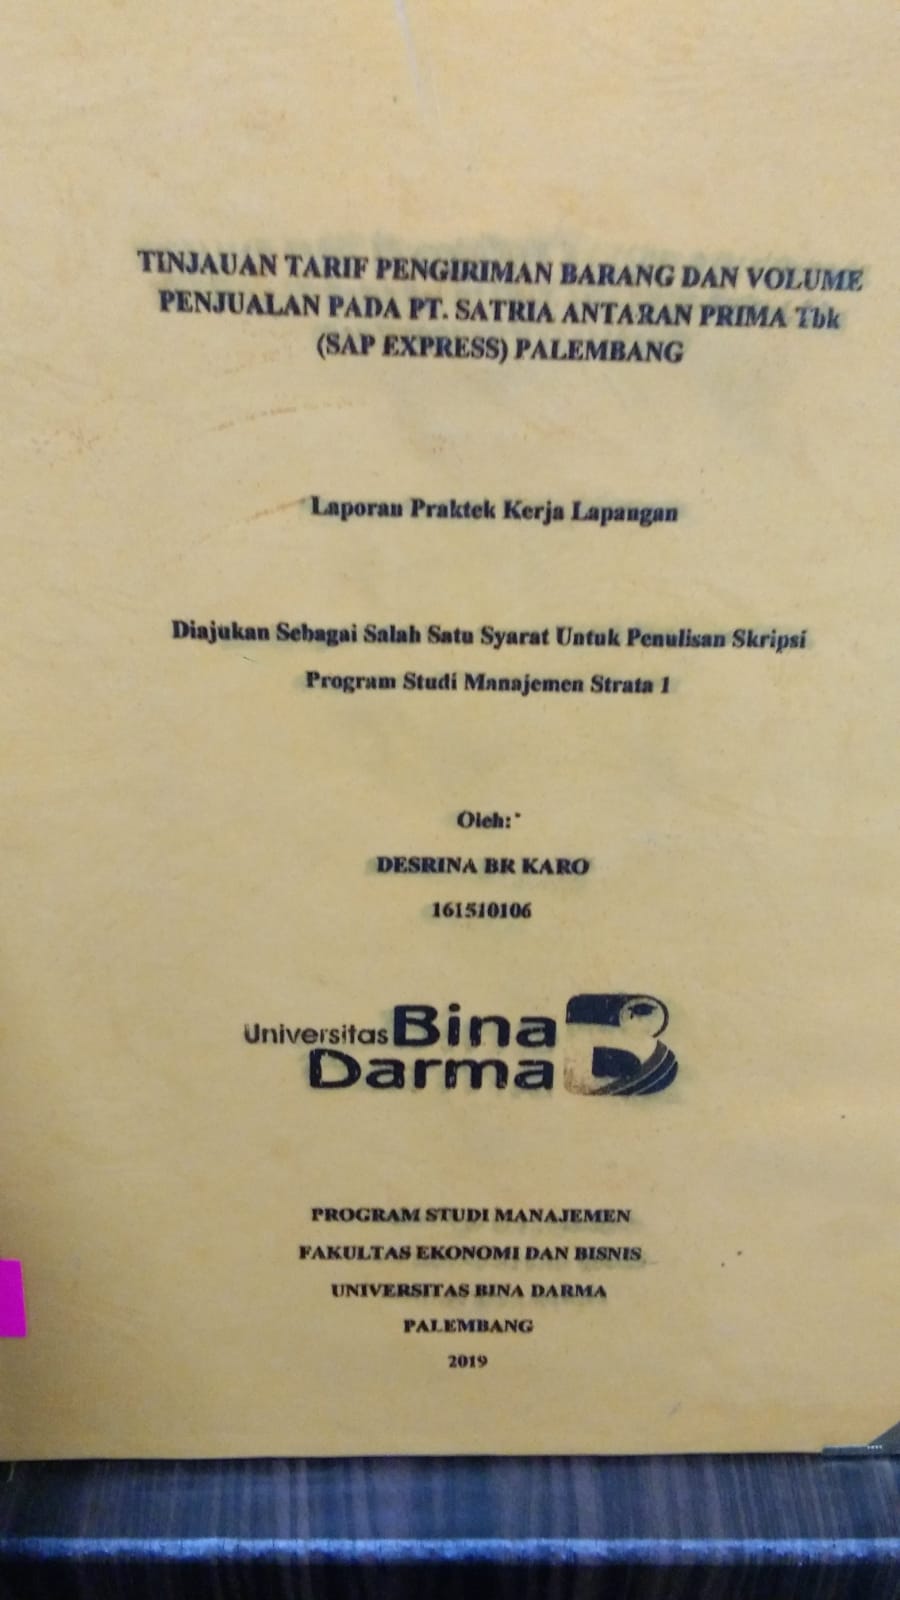 TINJAUAN TARIF PENGIRIMAN BARANG DAN VOLUME
PENJUALAN PADA PT. SATRIA ANTARAN PRIMA Tbk
(SAP EXPRESS) PALEMBANG
Laporan Praktek Kerja Lapangan
Diajukan Sebagai Salah Satu Syarat Untuk Penulisan Skripsi
Program Studi Manajemen Strata 1
Oleh:
DESRINA BR KARO
161510106
Universitas Bina
Darma
PROGRAM STUDI MANAJEMEN
FAKULTAS EKONOMI DAN BISNIS
UNIVERSITAS BINA DARMA
PALEMBANG
2019